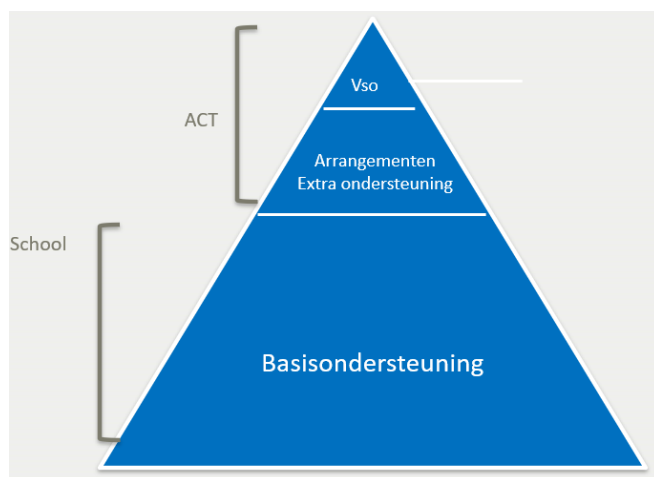 Vso
ACT
Arrangementen
Extra ondersteuning
School
Basisondersteuning